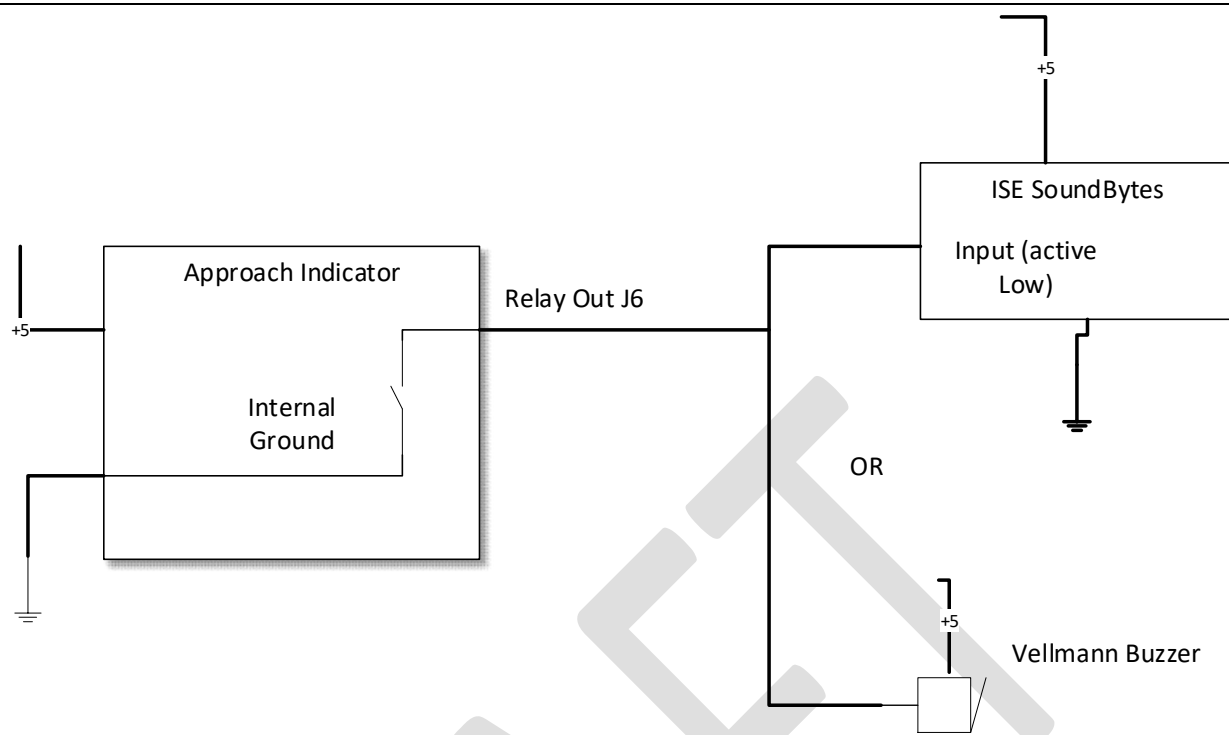 +5
ISE SoundBytes
Input (active
Low)
Approach Indicator
+5
Relay Out J6
Internal
Ground
OR
+5
Vellmann Buzzer